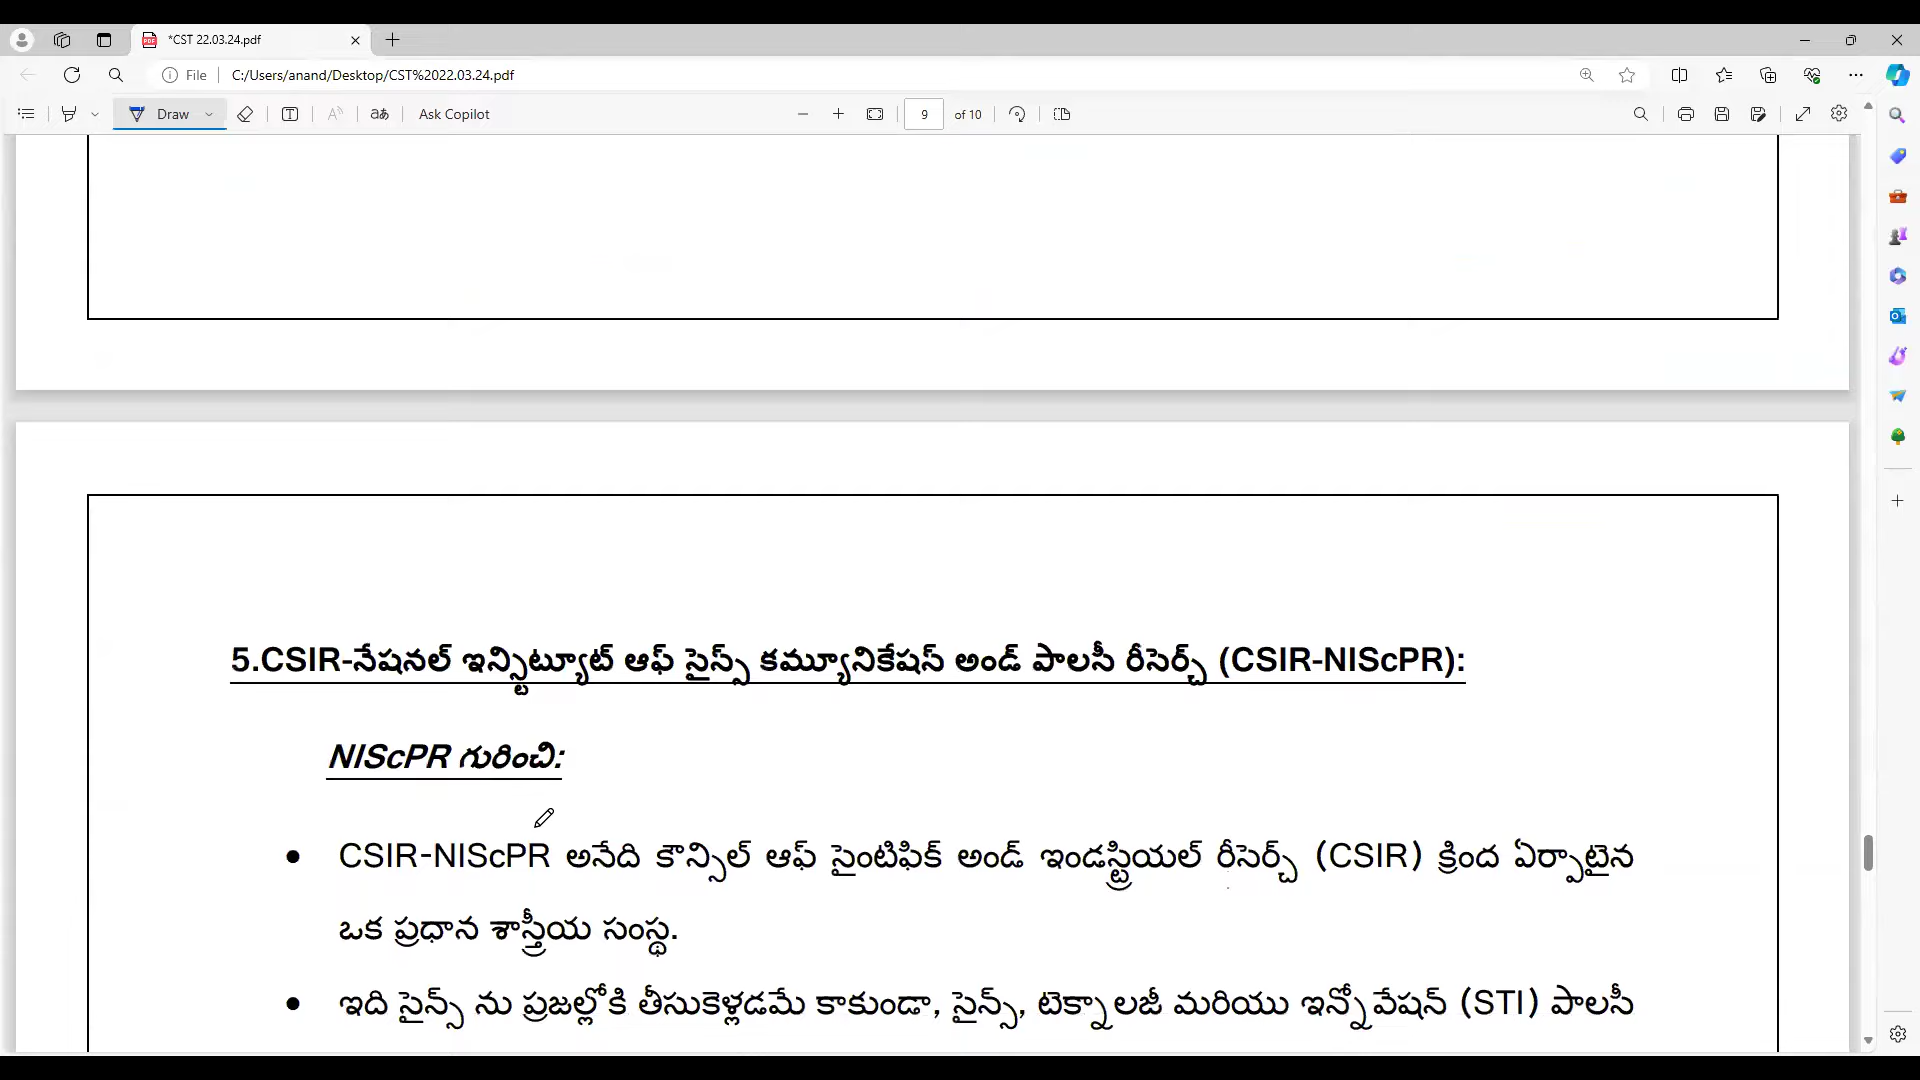 *CST 22.03.24.pdf
File C:/Users/anand/Desktop/CST%2022.03.24.pdf
Draw T A aあ Ask Copilot 9 of 10
5.CSIR-నేషనల్ ఇన్స్టిట్యూట్ ఆఫ్ సైన్స్ కమ్యూనికేషన్ అండ్ పాలసీ రీసెర్చ్ (CSIR-NIScPR):
NIScPR గురించి:
• CSIR-NIScPR అనేది కౌన్సిల్ ఆఫ్ సైంటిఫిక్ అండ్ ఇండస్ట్రియల్ రీసెర్చ్ (CSIR) క్రింద ఏర్పాటైన
ఒక ప్రధాన శాస్త్రీయ సంస్థ.
• ఇది సైన్స్ ను ప్రజల్లోకి తీసుకెళ్లడమే కాకుండా, సైన్స్, టెక్నాలజీ మరియు ఇన్నోవేషన్ (STI) పాలసీ